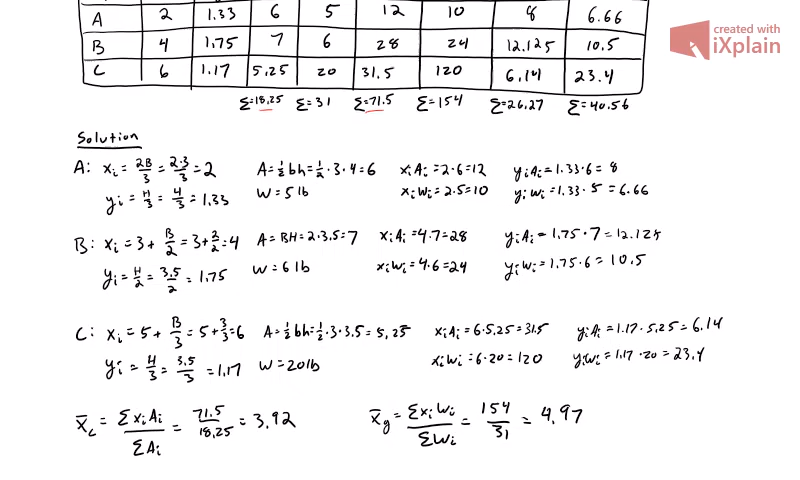 A 2 1.33 6 5 12 10 8 6.66
B 4 1.75 7 6 28 24 12.125 10.5
C 6 1.17 5.25 20 31.5 120 6.14 23.4
Σ=18.25 Σ=31 Σ=71.5 Σ=154 Σ=26.27 Σ=40.56
created with
iXplain
Solution
A: xi = 2B/3 = 2·3/3 = 2 A = ½bh = ½·3·4 = 6 xiAi = 2·6 = 12 yiAi = 1.33·6 = 8
yi = H/3 = 4/3 = 1.33 W = 5 lb xiWi = 2·5 = 10 yiWi = 1.33·5 = 6.66
B: xi = 3 + B/2 = 3 + 2/2 = 4 A = BH = 2·3.5 = 7 xiAi = 4·7 = 28 yiAi = 1.75·7 = 12.125
yi = H/2 = 3.5/2 = 1.75 W = 6 lb xiWi = 4·6 = 24 yiWi = 1.75·6 = 10.5
C: xi = 5 + B/3 = 5 + 3/3 = 6 A = ½bh = ½·3·3.5 = 5.25 xiAi = 6·5.25 = 31.5 yiAi = 1.17·5.25 = 6.14
yi = H/3 = 3.5/3 = 1.17 W = 20 lb xiWi = 6·20 = 120 yiWi = 1.17·20 = 23.4
x̄c = ΣxiAi/ΣAi = 71.5/18.25 = 3.92 x̄g = ΣxiWi/ΣWi = 154/31 = 4.97